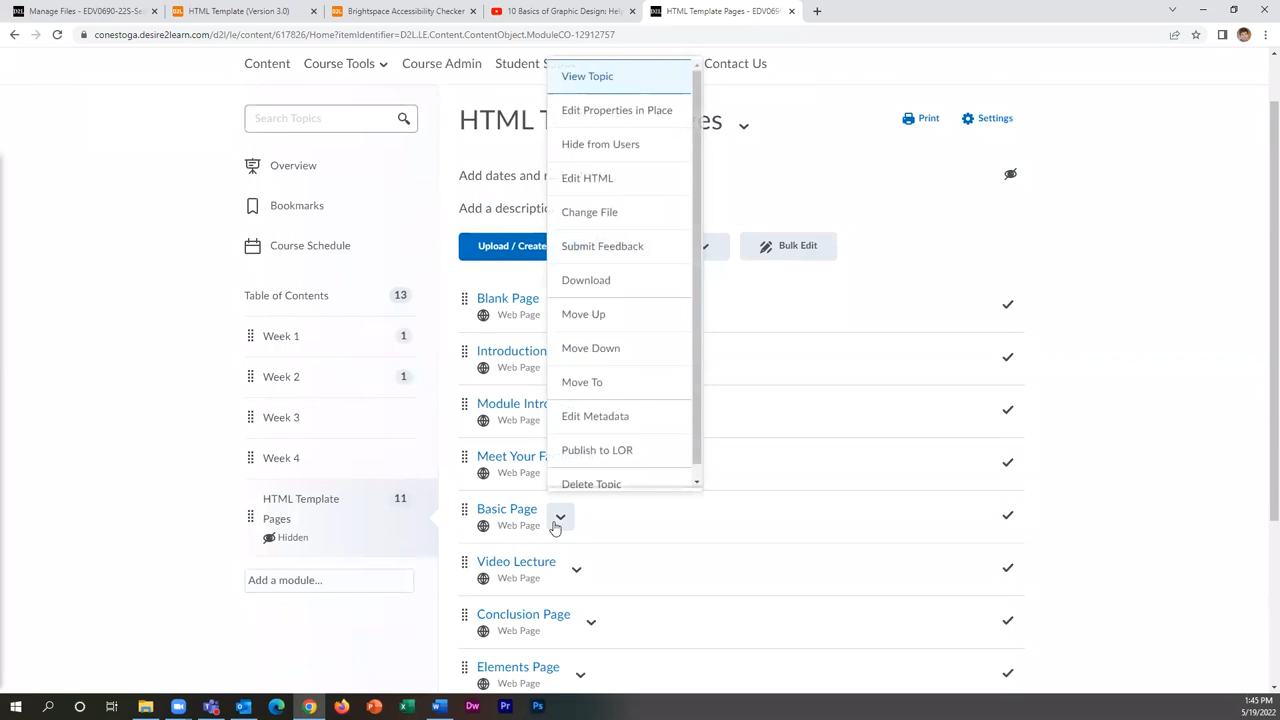 Manage Files - EDV0690-22S-Se
HTML Template (Version 3.0)
Brightspace Accessibility Checker
10 Basics of Graphic Design: Hel
HTML Template Pages - EDV069
conestoga.desire2learn.com/d2l/le/content/617826/Home?itemIdentifier=D2L.LE.Content.ContentObject.ModuleCO-12912757
Content
Course Tools
Course Admin
Student
Contact Us
Search Topics
Overview
Bookmarks
Course Schedule
Table of Contents 13
Week 1 1
Week 2 1
Week 3
Week 4
HTML Template
Pages
11
Hidden
Add a module...
HTML T
es
Print
Settings
Add dates and
Add a descriptio
Upload / Create
Bulk Edit
Blank Page
Web Page
Introduction
Web Page
Module Intro
Web Page
Meet Your Fa
Web Page
Basic Page
Web Page
Video Lecture
Web Page
Conclusion Page
Web Page
Elements Page
Web Page
View Topic
Edit Properties in Place
Hide from Users
Edit HTML
Change File
Submit Feedback
Download
Move Up
Move Down
Move To
Edit Metadata
Publish to LOR
Delete Topic
Dw
Pr
Ps
1:45 PM
5/19/2022